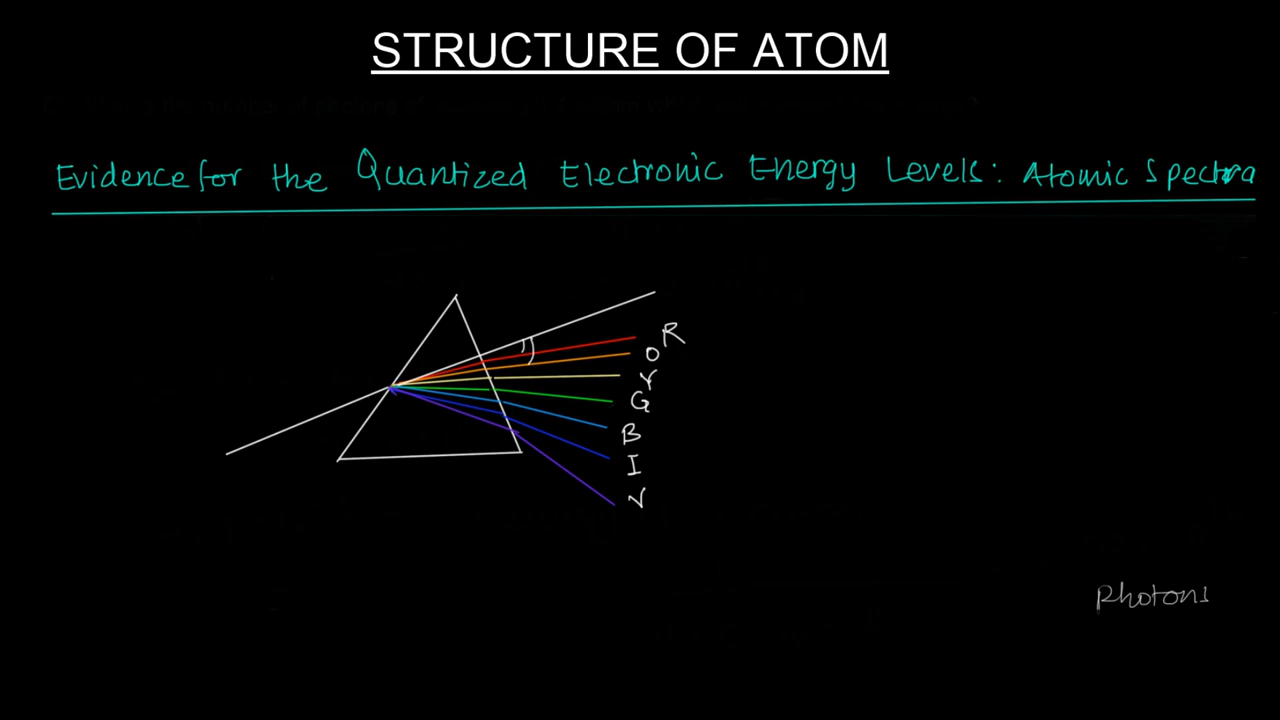 STRUCTURE OF ATOM
Evidence for the Quantized Electronic Energy Levels: Atomic Spectra
R
O
Y
G
B
I
V
Photons